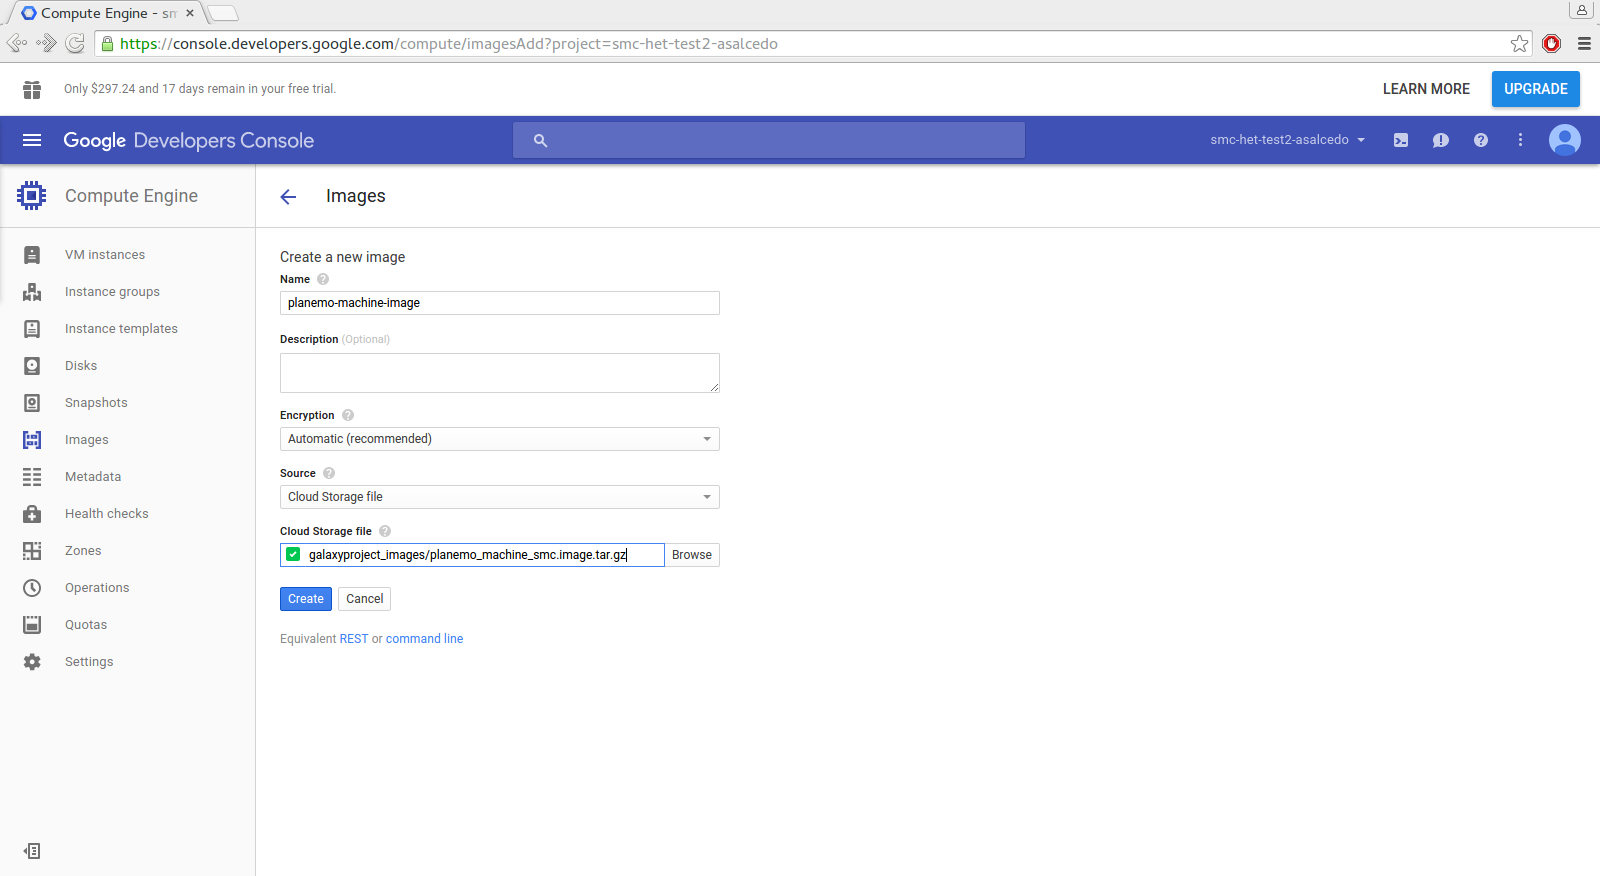 Compute Engine - sm
https://console.developers.google.com/compute/imagesAdd?project=smc-het-test2-asalcedo
Only $297.24 and 17 days remain in your free trial.
LEARN MORE
UPGRADE
Google Developers Console
smc-het-test2-asalcedo
Compute Engine
Images
VM instances
Instance groups
Instance templates
Disks
Snapshots
Images
Metadata
Health checks
Zones
Operations
Quotas
Settings
Create a new image
Name
planemo-machine-image
Description (Optional)
Encryption
Automatic (recommended)
Source
Cloud Storage file
Cloud Storage file
galaxyproject_images/planemo_machine_smc.image.tar.gz
Browse
Create
Cancel
Equivalent REST or command line